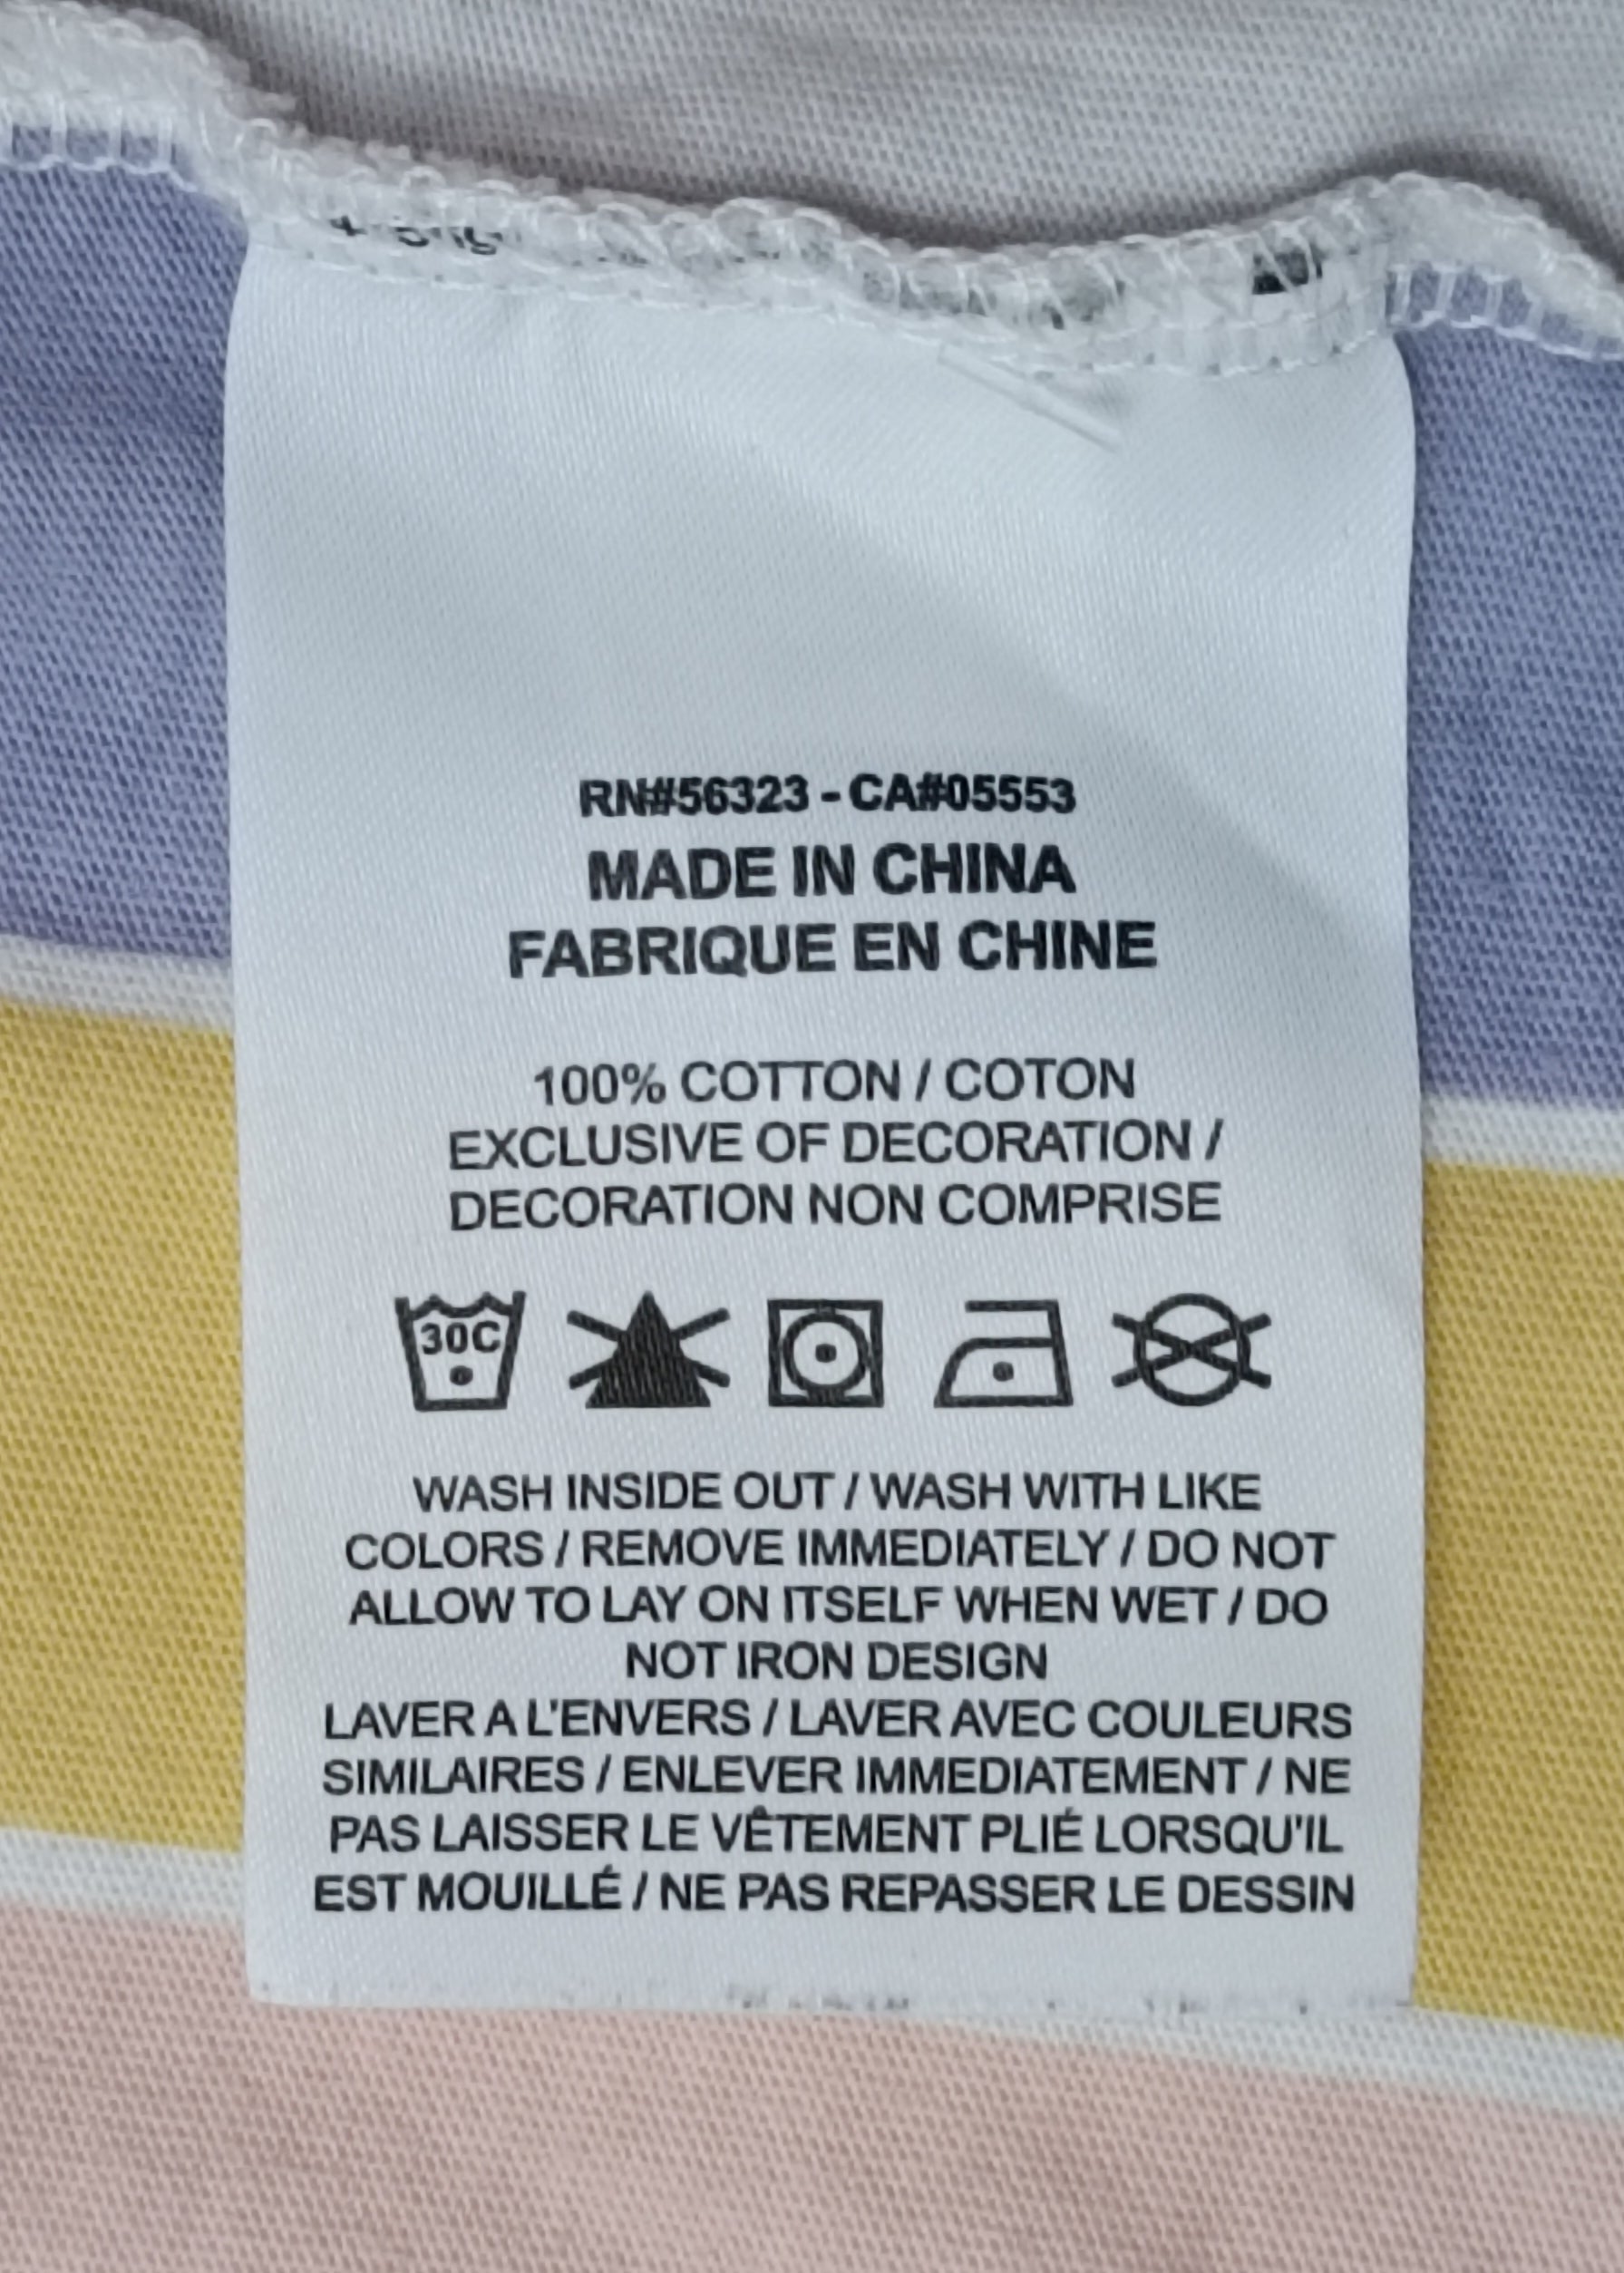 RN#56323 - CA#05553
MADE IN CHINA
FABRIQUE EN CHINE
100% COTTON / COTON
EXCLUSIVE OF DECORATION /
DECORATION NON COMPRISE
30C
WASH INSIDE OUT / WASH WITH LIKE
COLORS / REMOVE IMMEDIATELY / DO NOT
ALLOW TO LAY ON ITSELF WHEN WET / DO
NOT IRON DESIGN
LAVER A L'ENVERS / LAVER AVEC COULEURS
SIMILAIRES / ENLEVER IMMEDIATEMENT / NE
PAS LAISSER LE VÊTEMENT PLIÉ LORSQU'IL
EST MOUILLÉ / NE PAS REPASSER LE DESSIN